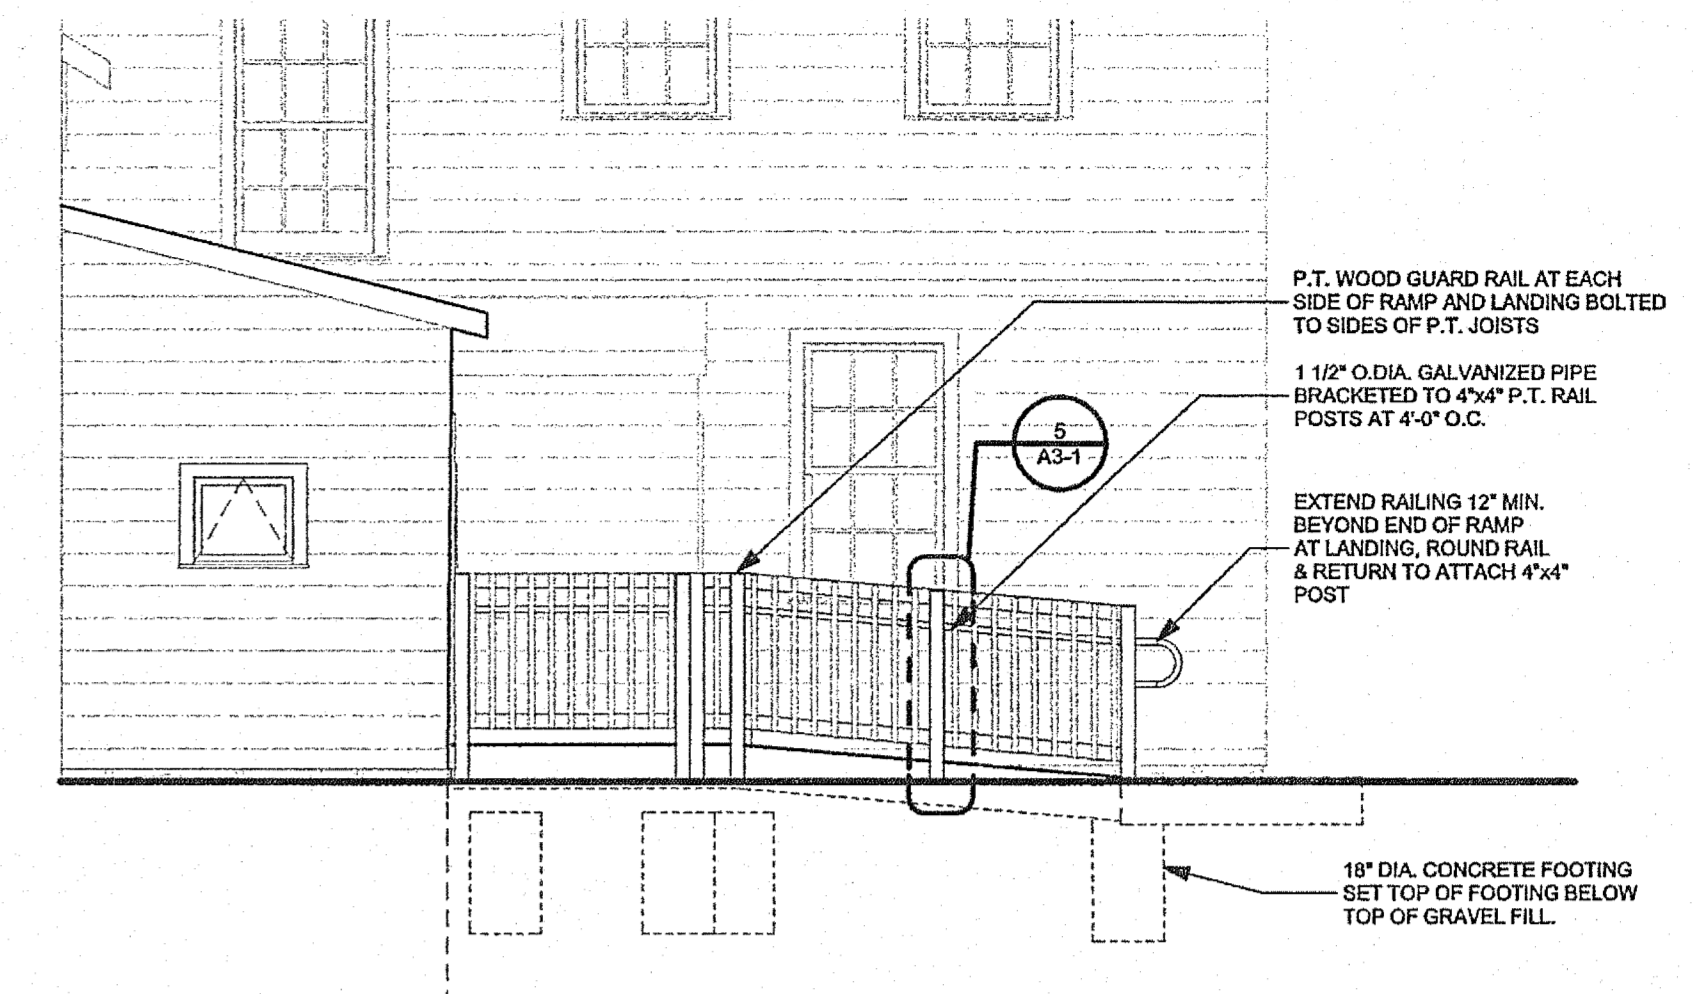 P.T. WOOD GUARD RAIL AT EACH
SIDE OF RAMP AND LANDING BOLTED
TO SIDES OF P.T. JOISTS
1 1/2" O.DIA. GALVANIZED PIPE
BRACKETED TO 4"x4" P.T. RAIL
POSTS AT 4'-0" O.C.
5
A3-1
EXTEND RAILING 12" MIN.
BEYOND END OF RAMP
AT LANDING, ROUND RAIL
& RETURN TO ATTACH 4"x4"
POST
18" DIA. CONCRETE FOOTING
SET TOP OF FOOTING BELOW
TOP OF GRAVEL FILL.